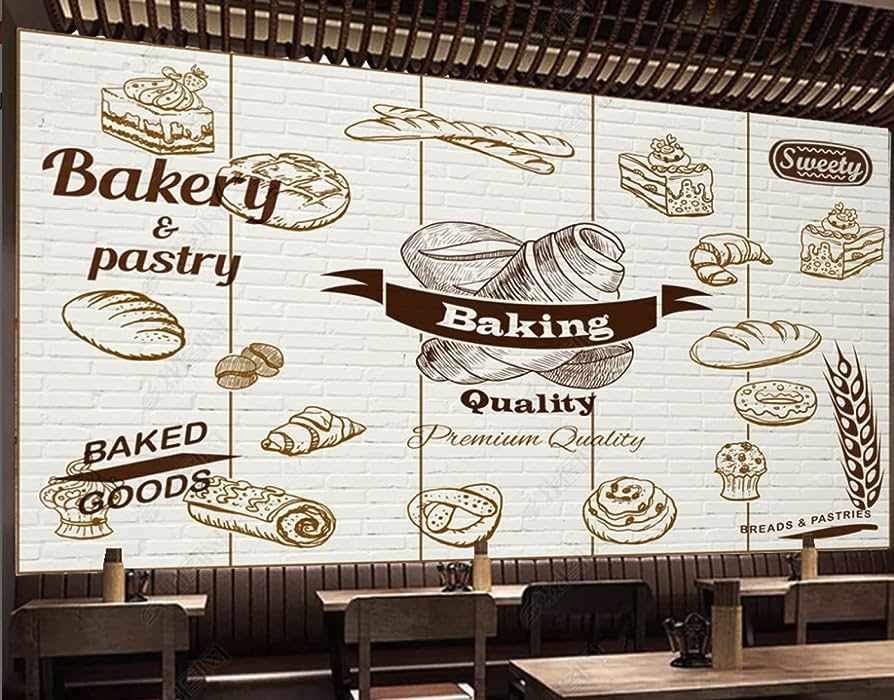 Bakery
&
pastry
Sweety
Baking
Quality
Premium Quality
BAKED
GOODS
BREADS & PASTRIES